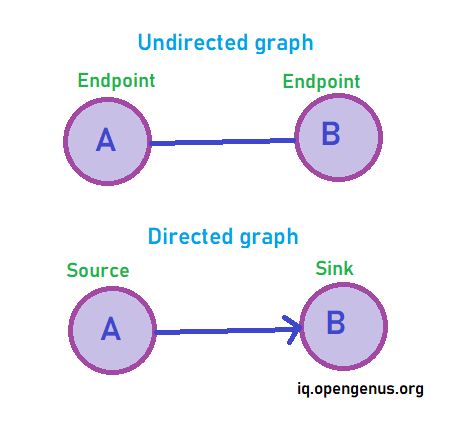 Undirected graph
Endpoint Endpoint
A B
Directed graph
Source Sink
A B
iq.opengenus.org